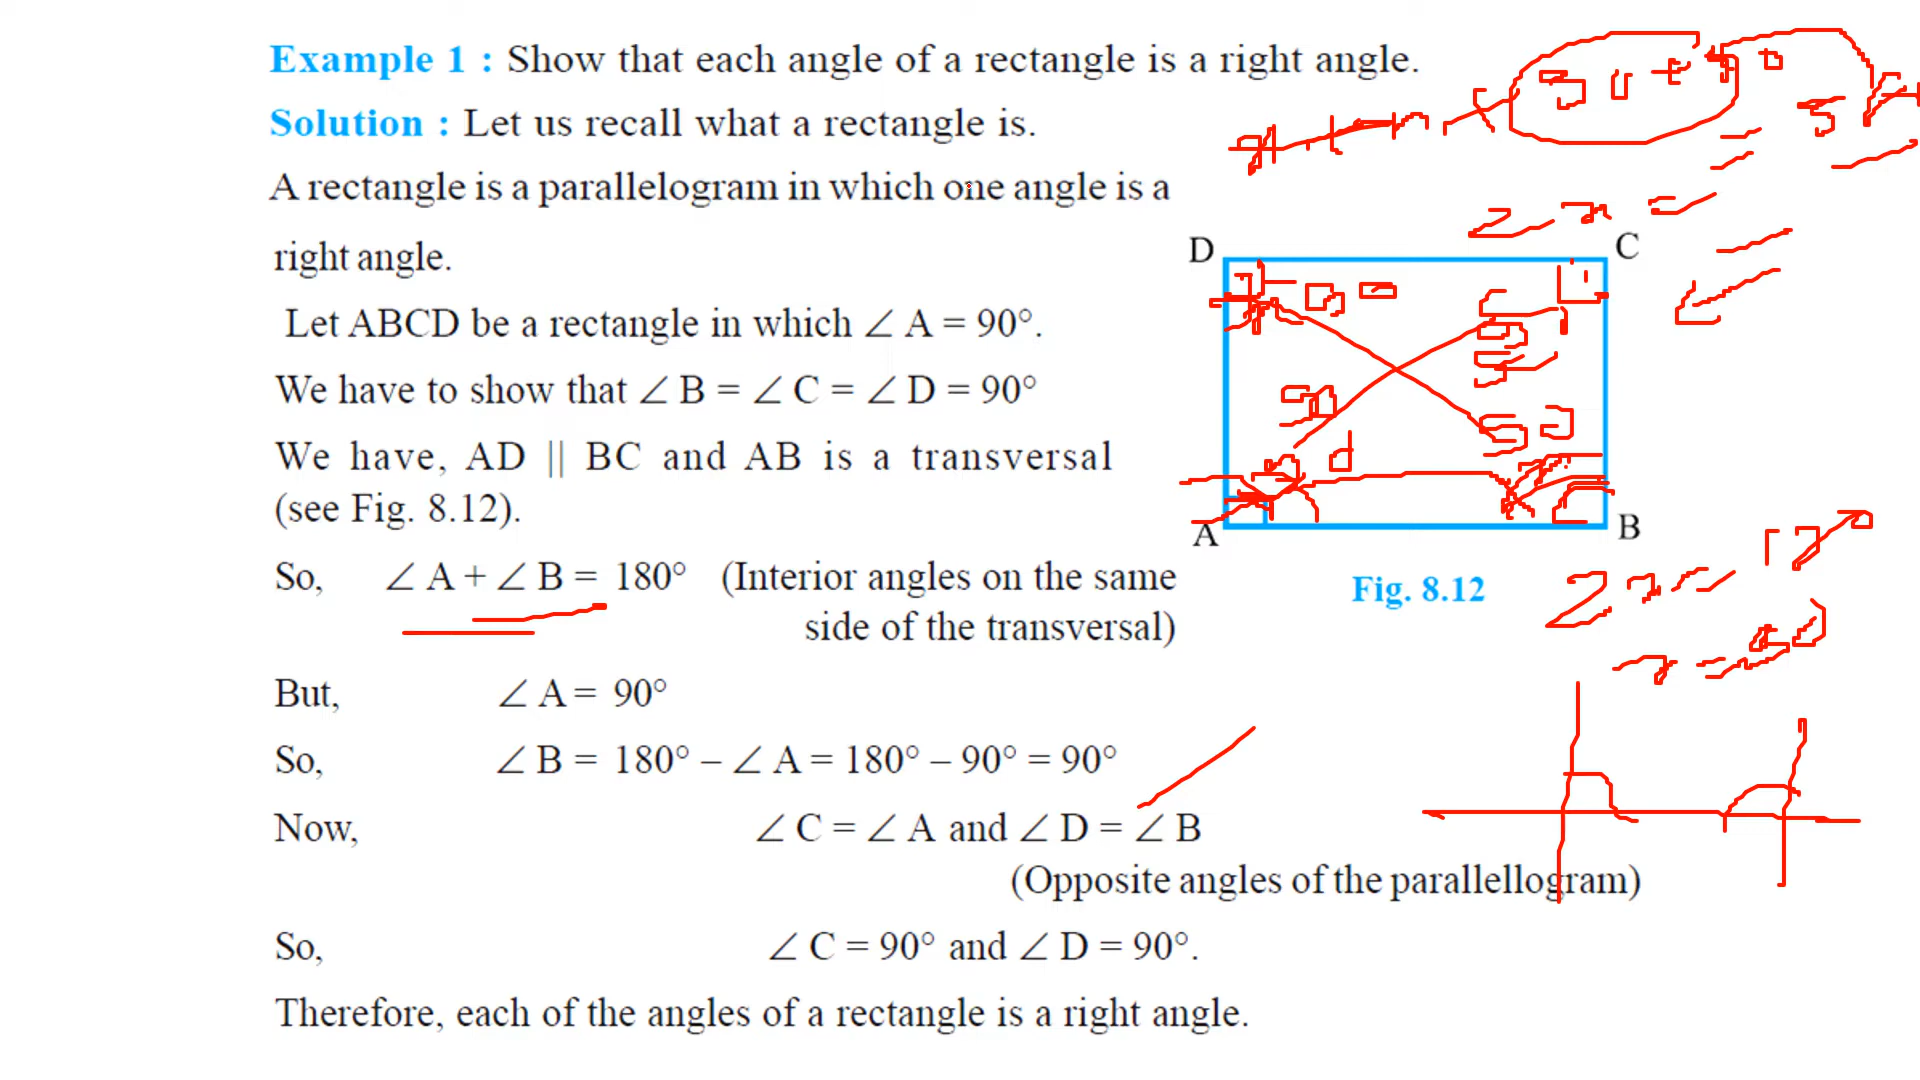 Example 1 : Show that each angle of a rectangle is a right angle.
Solution : Let us recall what a rectangle is.
A rectangle is a parallelogram in which one angle is a
right angle.
Let ABCD be a rectangle in which ∠ A = 90°.
We have to show that ∠ B = ∠ C = ∠ D = 90°
We have, AD || BC and AB is a transversal
(see Fig. 8.12).
So, ∠ A + ∠ B = 180° (Interior angles on the same
side of the transversal)
But, ∠ A = 90°
So, ∠ B = 180° – ∠ A = 180° – 90° = 90°
Now, ∠ C = ∠ A and ∠ D = ∠ B
(Opposite angles of the parallellogram)
So, ∠ C = 90° and ∠ D = 90°.
Therefore, each of the angles of a rectangle is a right angle.
D
C
A
B
Fig. 8.12